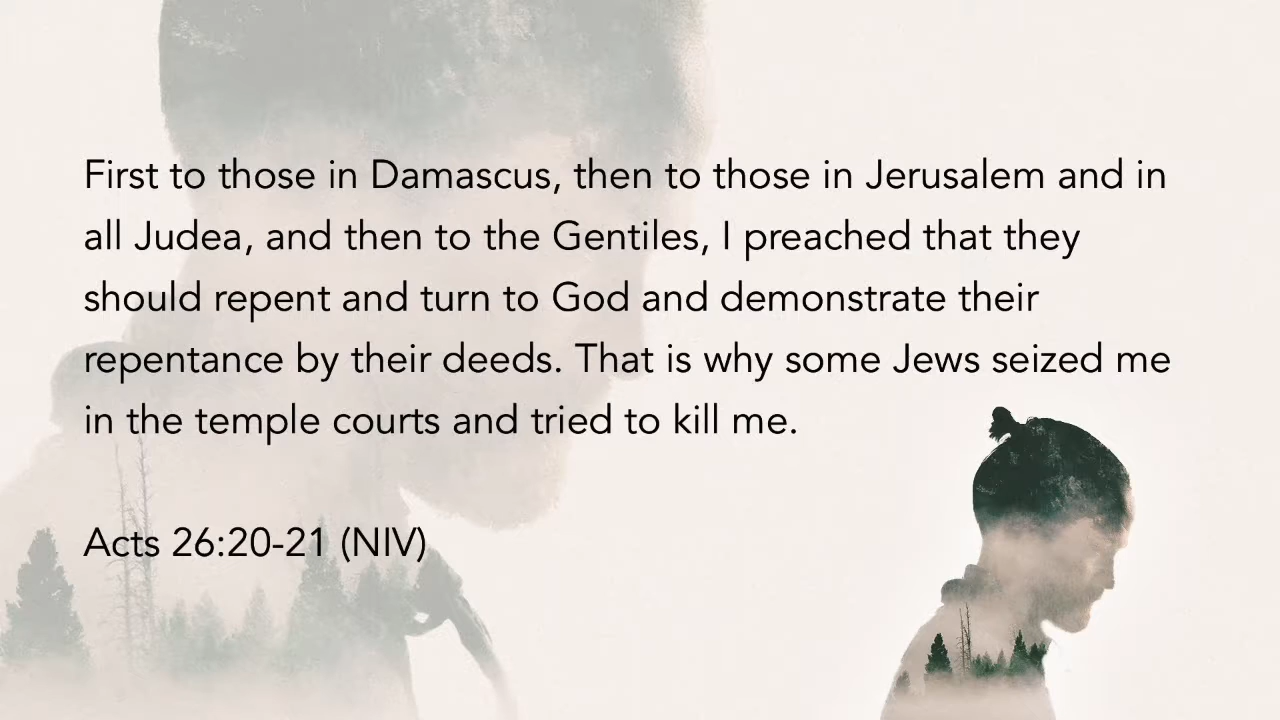 First to those in Damascus, then to those in Jerusalem and in
all Judea, and then to the Gentiles, I preached that they
should repent and turn to God and demonstrate their
repentance by their deeds. That is why some Jews seized me
in the temple courts and tried to kill me.
Acts 26:20-21 (NIV)